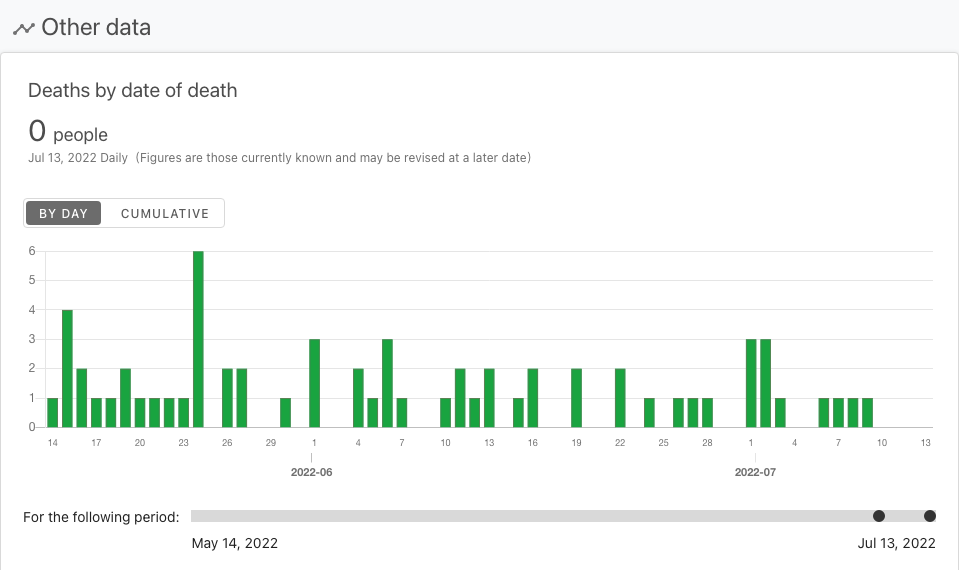 Other data
Deaths by date of death
0 people
Jul 13, 2022 Daily (Figures are those currently known and may be revised at a later date)
BY DAY CUMULATIVE
6
5
4
3
2
1
0
14 17 20 23 26 29 1 4 7 10 13 16 19 22 25 28 1 4 7 10 13
2022-06 2022-07
For the following period:
May 14, 2022 Jul 13, 2022